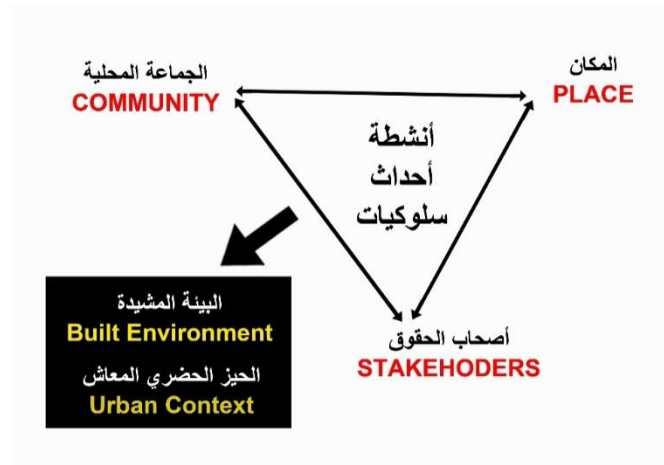 الجماعة المحلية
COMMUNITY
المكان
PLACE
أنشطة
أحداث
سلوكيات
البيئة المشيدة
Built Environment
الحيز الحضري المعاش
Urban Context
أصحاب الحقوق
STAKEHODERS